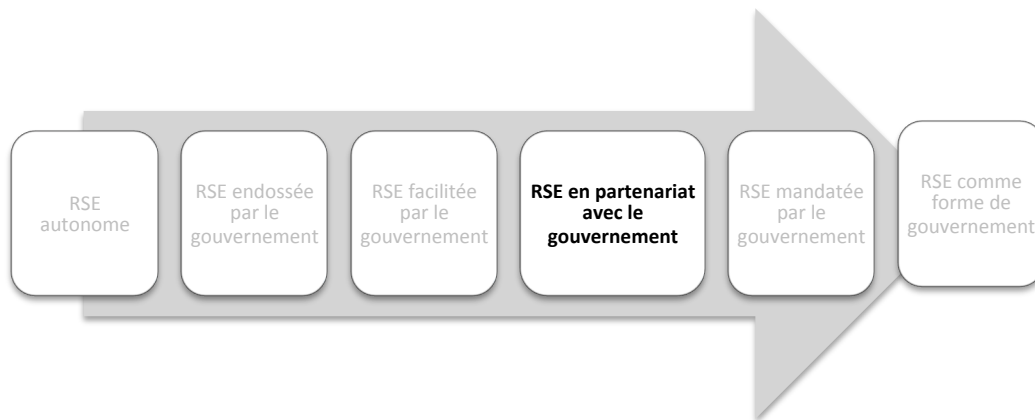 RSE
autonome
RSE endossée
par le
gouvernement
RSE facilitée
par le
gouvernement
RSE en partenariat
avec le
gouvernement
RSE mandatée
par le
gouvernement
RSE comme
forme de
gouvernement